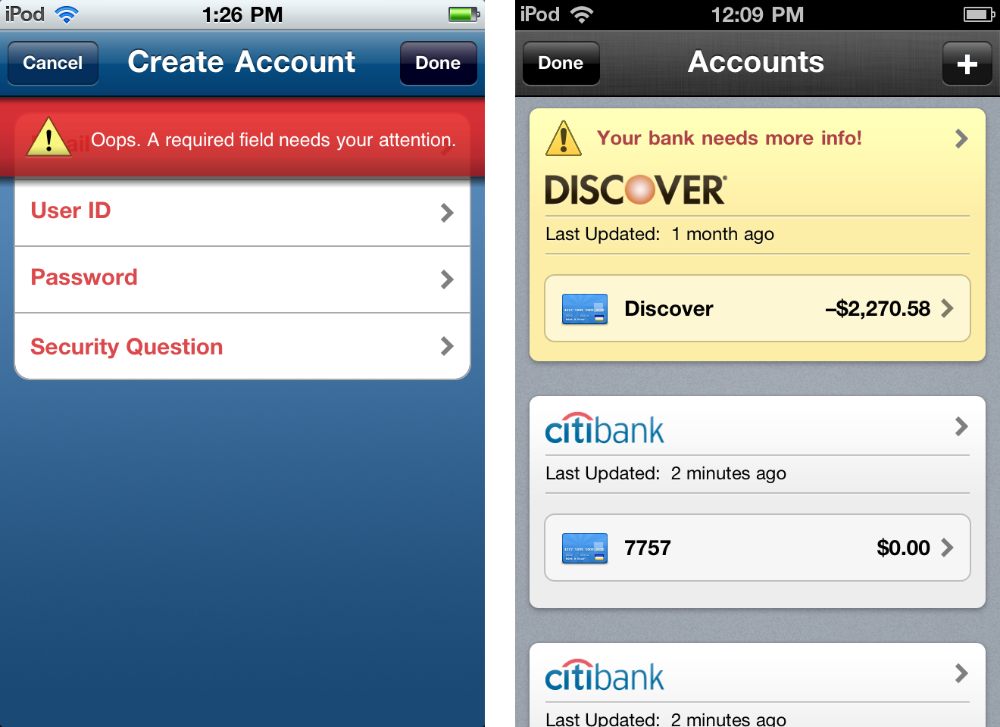 iPod 1:26 PM
Cancel Create Account Done
Oops. A required field needs your attention.
User ID
Password
Security Question
iPod 12:09 PM
Done Accounts +
Your bank needs more info!
DISCOVER®
Last Updated: 1 month ago
Discover –$2,270.58
citibank
Last Updated: 2 minutes ago
7757 $0.00
citibank
Last Updated: 2 minutes ago